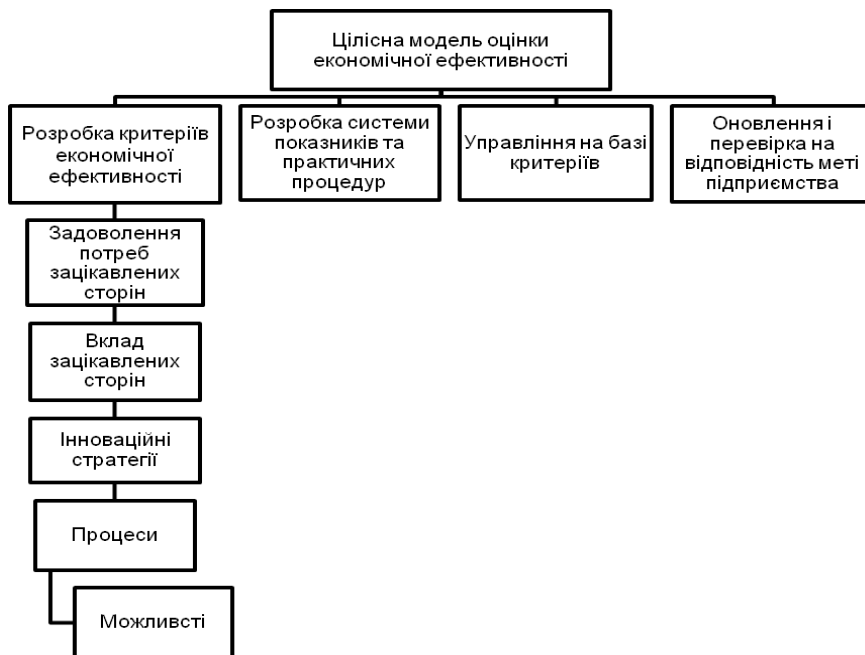 Цілісна модель оцінки
економічної ефективності
Розробка критеріїв
економічної
ефективності
Розробка системи
показників та
практичних
процедур
Управління на базі
критеріїв
Оновлення і
перевірка на
відповідність меті
підприємства
Задоволення
потреб
зацікавлених
сторін
Вклад
зацікавлених
сторін
Інноваційні
стратегії
Процеси
Можливсті